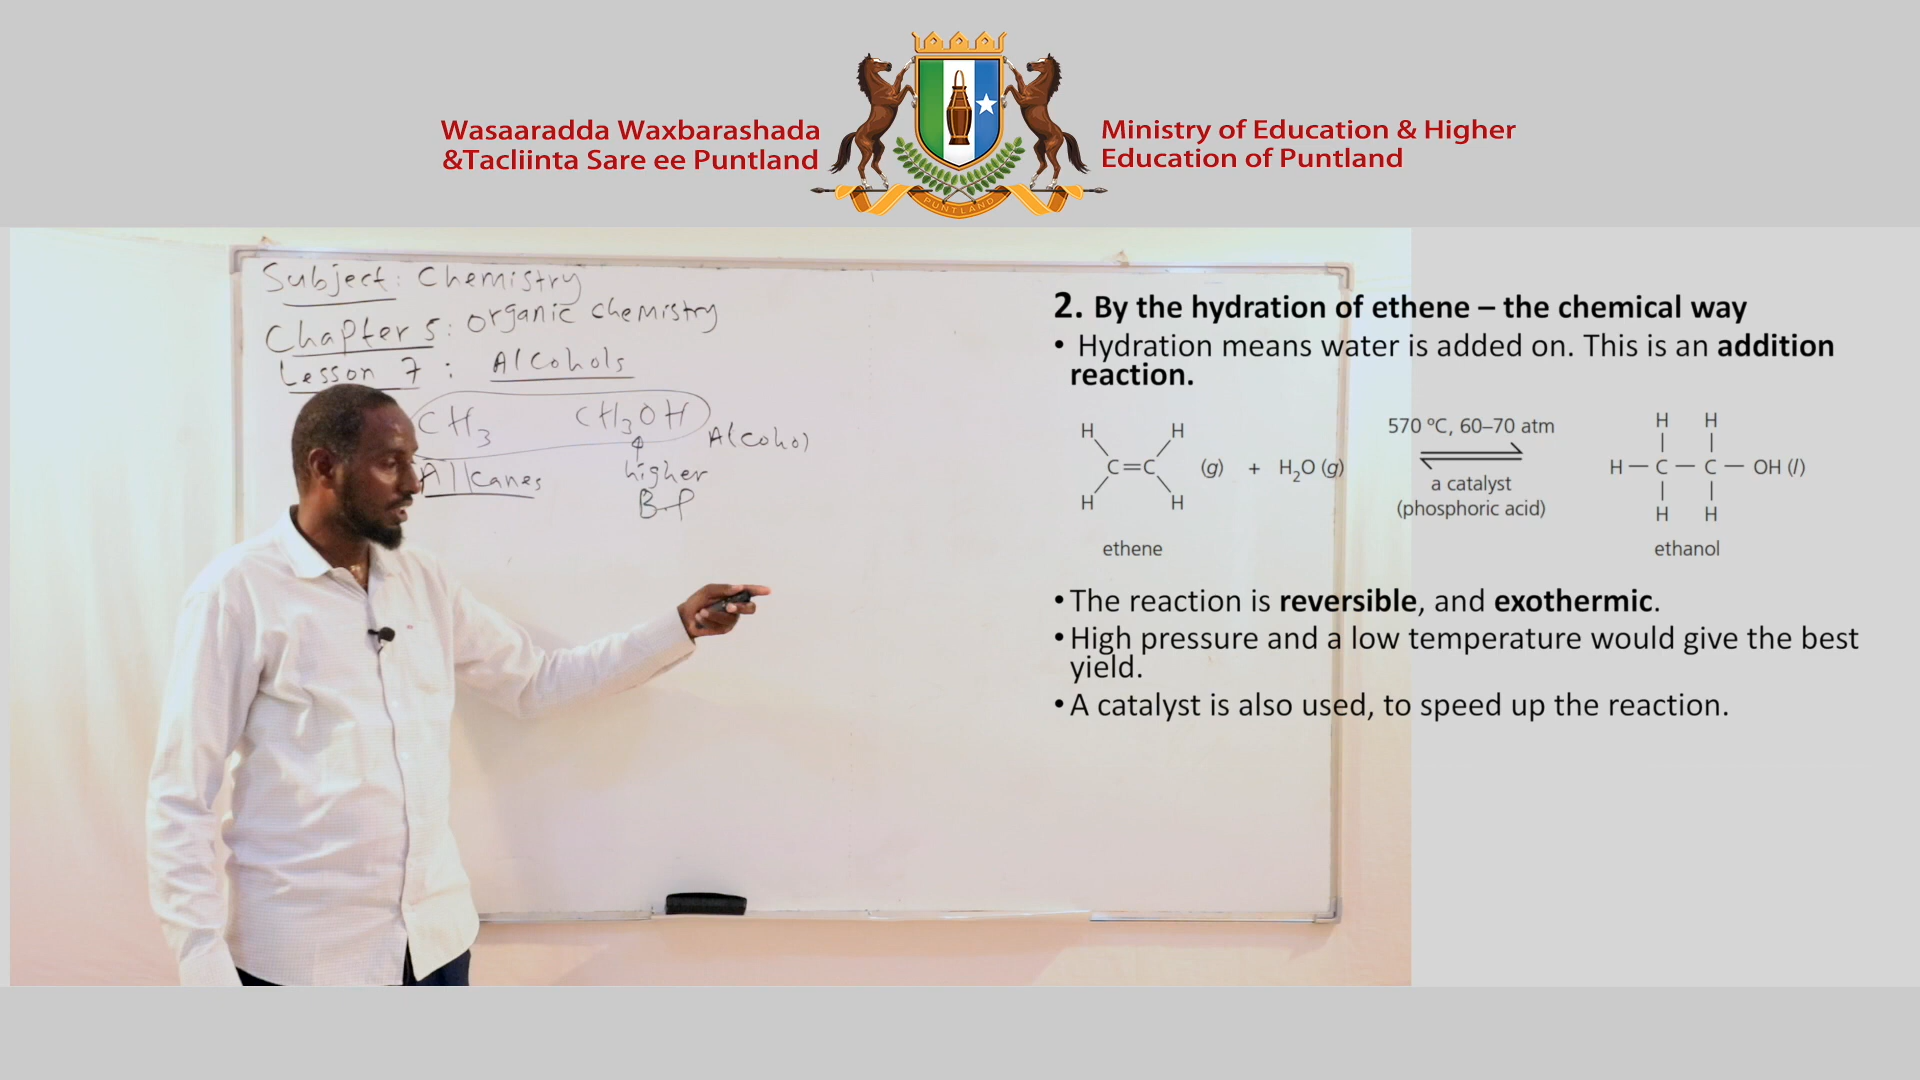 Wasaaradda Waxbarashada
&Tacliinta Sare ee Puntland
PUNTLAND
Ministry of Education & Higher
Education of Puntland
Subject: Chemistry
Chapter 5: Organic chemistry
Lesson 7: Alcohols
CH3 CH3OH Alcohol
Alkanes higher
B.P
2. By the hydration of ethene – the chemical way
• Hydration means water is added on. This is an addition
reaction.
H H
C=C (g) + H₂O (g)
H H
ethene
570 ºC, 60–70 atm
a catalyst
(phosphoric acid)
H H
H — C — C — OH (l)
H H
ethanol
• The reaction is reversible, and exothermic.
• High pressure and a low temperature would give the best
yield.
• A catalyst is also used, to speed up the reaction.